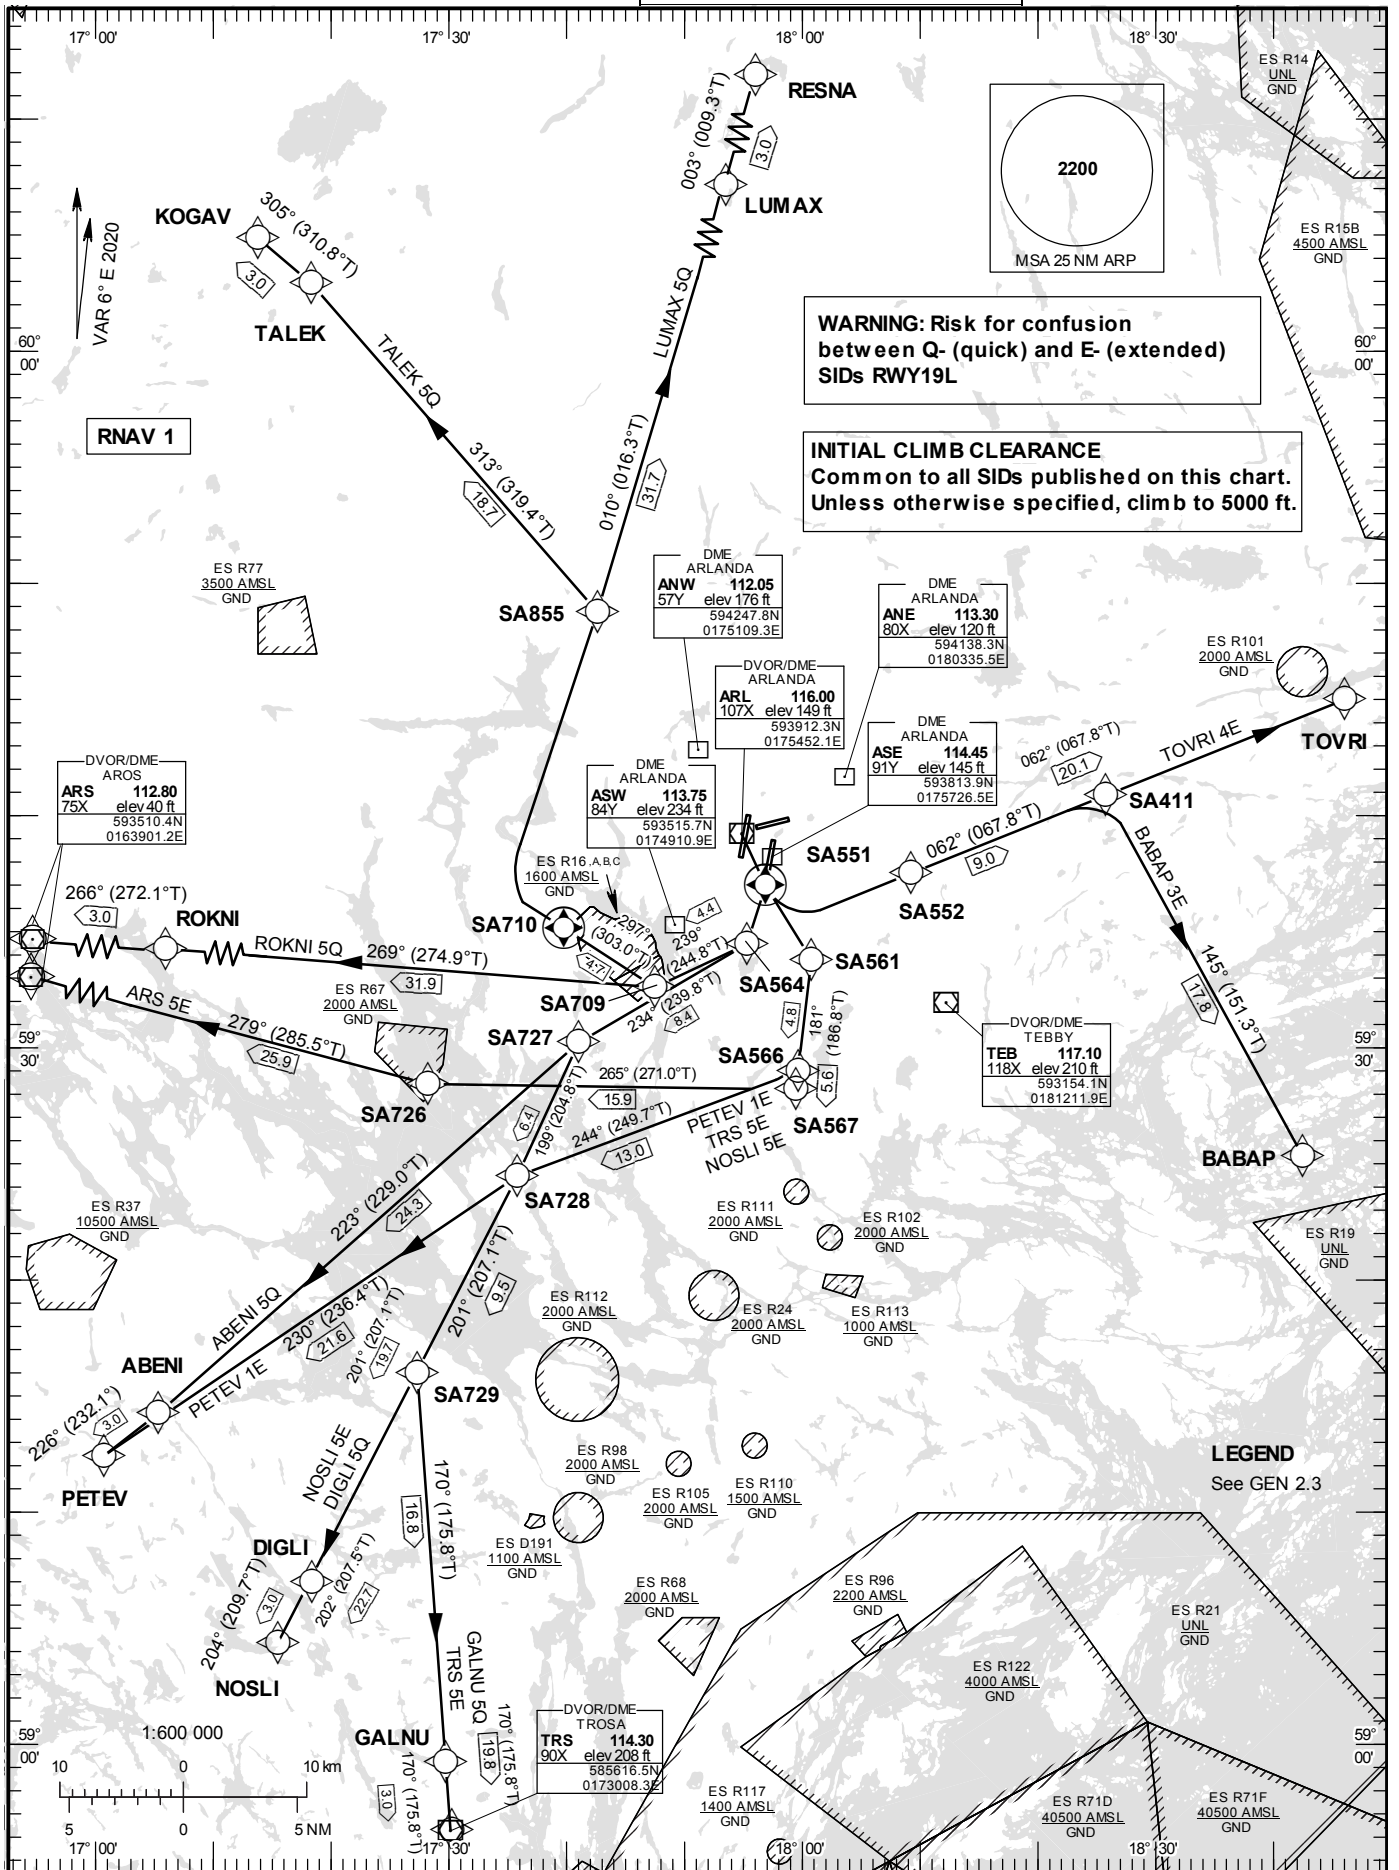 17° 00'
17° 30'
18° 00'
18° 30'
RESNA
003° (009.3°T)
3.0
LUMAX
2200
MSA 25 NM ARP
ES R14
UNL
GND
ES R15B
4500 AMSL
GND
KOGAV
305° (310.8°T)
3.0
TALEK
VAR 6° E 2020
60°
00'
60°
00'
WARNING: Risk for confusion
between Q- (quick) and E- (extended)
SIDs RWY19L
RNAV 1
TALEK 5Q
LUMAX 5Q
INITIAL CLIMB CLEARANCE
Common to all SIDs published on this chart.
Unless otherwise specified, climb to 5000 ft.
313° (319.4°T)
18.7
010° (016.3°T)
31.7
ES R77
3500 AMSL
GND
SA855
DME
ARLANDA
ANW 112.05
57Y elev 176 ft
594247.8N
0175109.3E
DME
ARLANDA
ANE 113.30
80X elev 120 ft
594138.3N
0180335.5E
ES R101
2000 AMSL
GND
DVOR/DME
ARLANDA
ARL 116.00
107X elev 149 ft
593912.3N
0175452.1E
DME
ARLANDA
ASE 114.45
91Y elev 145 ft
593813.9N
0175726.5E
062° (067.8°T)
20.1
TOVRI 4E
TOVRI
DVOR/DME
AROS
ARS 112.80
75X elev 40 ft
593510.4N
0163901.2E
DME
ARLANDA
ASW 113.75
84Y elev 234 ft
593515.7N
0174910.9E
SA411
SA551
062° (067.8°T)
9.0
ES R16 .A,B,C
1600 AMSL
GND
SA552
BABAP 3E
266° (272.1°T)
3.0
ROKNI
ROKNI 5Q
269° (274.9°T)
31.9
SA710
297°T
(303.0°T)
4.7
239°
(244.8°T)
4.4
SA709
234°
(239.8°T)
8.4
SA564
SA561
181°
(186.8°T)
4.8
145° (151.3°T)
17.8
ARS 5E
ES R67
2000 AMSL
GND
279° (285.5°T)
25.9
SA727
DVOR/DME
TEBBY
TEB 117.10
118X elev 210 ft
593154.1N
0181211.9E
59°
30'
59°
30'
SA566
5.6
265° (271.0°T)
15.9
SA726
SA567
199° (204.8°T)
6.4
244° (249.7°T)
13.0
PETEV 1E
TRS 5E
NOSLI 5E
BABAP
SA728
ES R37
10500 AMSL
GND
223° (229.0°T)
24.3
ES R111
2000 AMSL
GND
ES R102
2000 AMSL
GND
ES R19
UNL
GND
ABENI 5Q
230° (236.4°T)
21.6
201° (207.1°T)
9.5
ES R112
2000 AMSL
GND
ES R24
2000 AMSL
GND
ES R113
1000 AMSL
GND
201° (207.1°T)
19.7
ABENI
PETEV 1E
SA729
226° (232.1°)
3.0
PETEV
NOSLI 5E
DIGLI 5Q
170° (175.8°T)
16.8
ES R98
2000 AMSL
GND
ES R105
2000 AMSL
GND
ES R110
1500 AMSL
GND
LEGEND
See GEN 2.3
ES D191
1100 AMSL
GND
DIGLI
202° (207.5°T)
22.7
204° (209.7°T)
3.0
NOSLI
ES R68
2000 AMSL
GND
ES R96
2200 AMSL
GND
ES R21
UNL
GND
ES R122
4000 AMSL
GND
GALNU 5Q
TRS 5E
170° (175.8°T)
19.8
GALNU
170° (175.8°T)
3.0
DVOR/DME
TROSA
TRS 114.30
90X elev 208 ft
585616.5N
0173008.3E
1:600 000
10 0 10 km
5 0 5 NM
59°
00'
59°
00'
ES R117
1400 AMSL
GND
ES R71D
40500 AMSL
GND
ES R71F
40500 AMSL
GND
17° 00'
17° 30'
18° 00'
18° 30'